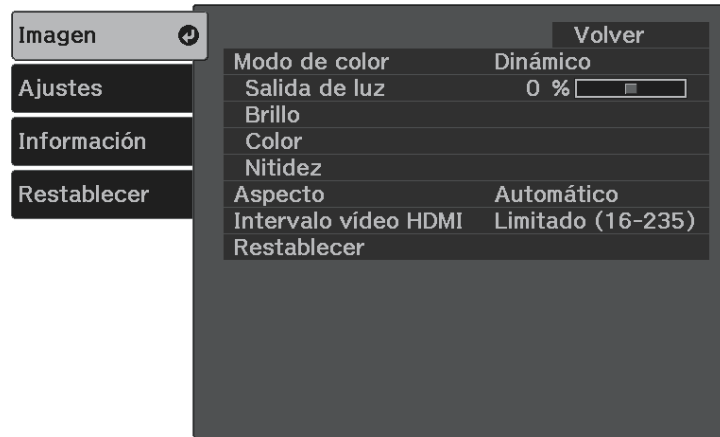 Imagen
Ajustes
Información
Restablecer
Volver
Modo de color Dinámico
Salida de luz 0 %
Brillo
Color
Nitidez
Aspecto Automático
Intervalo vídeo HDMI Limitado (16-235)
Restablecer